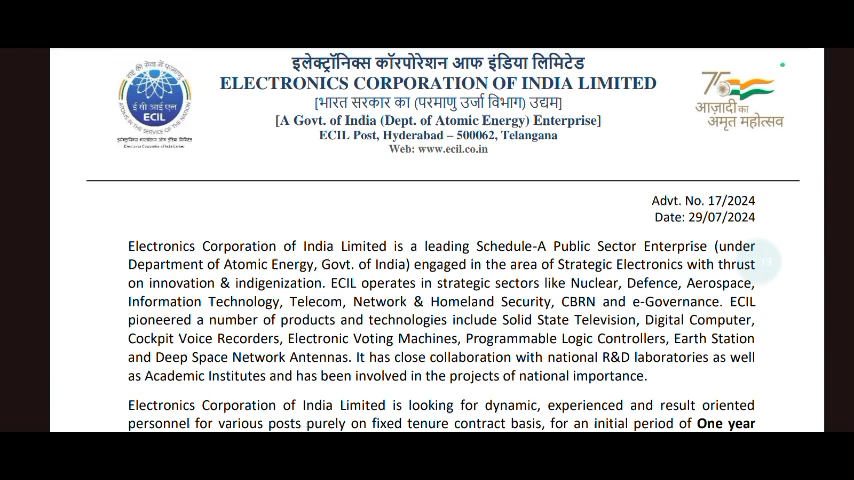 इलेक्ट्रॉनिक्स कॉरपोरेशन आफ इंडिया लिमिटेड
ELECTRONICS CORPORATION OF INDIA LIMITED
[भारत सरकार का (परमाणु उर्जा विभाग) उद्यम]
[A Govt. of India (Dept. of Atomic Energy) Enterprise]
ECIL Post, Hyderabad – 500062, Telangana
Web: www.ecil.co.in
ई सी आई एल
ECIL
75
आज़ादी का
अमृत महोत्सव
Advt. No. 17/2024
Date: 29/07/2024
Electronics Corporation of India Limited is a leading Schedule-A Public Sector Enterprise (under
Department of Atomic Energy, Govt. of India) engaged in the area of Strategic Electronics with thrust
on innovation & indigenization. ECIL operates in strategic sectors like Nuclear, Defence, Aerospace,
Information Technology, Telecom, Network & Homeland Security, CBRN and e-Governance. ECIL
pioneered a number of products and technologies include Solid State Television, Digital Computer,
Cockpit Voice Recorders, Electronic Voting Machines, Programmable Logic Controllers, Earth Station
and Deep Space Network Antennas. It has close collaboration with national R&D laboratories as well
as Academic Institutes and has been involved in the projects of national importance.
Electronics Corporation of India Limited is looking for dynamic, experienced and result oriented
personnel for various posts purely on fixed tenure contract basis, for an initial period of One year